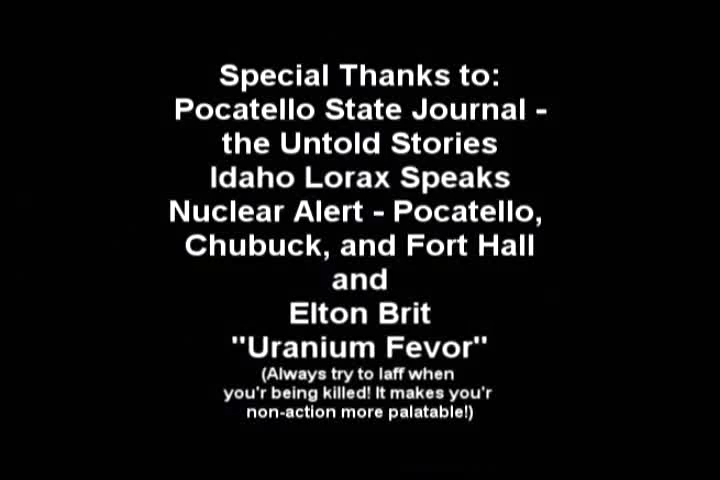 Special Thanks to:
Pocatello State Journal -
the Untold Stories
Idaho Lorax Speaks
Nuclear Alert - Pocatello,
Chubuck, and Fort Hall
and
Elton Brit
"Uranium Fevor"
(Always try to laff when
you'r being killed! It makes you'r
non-action more palatable!)